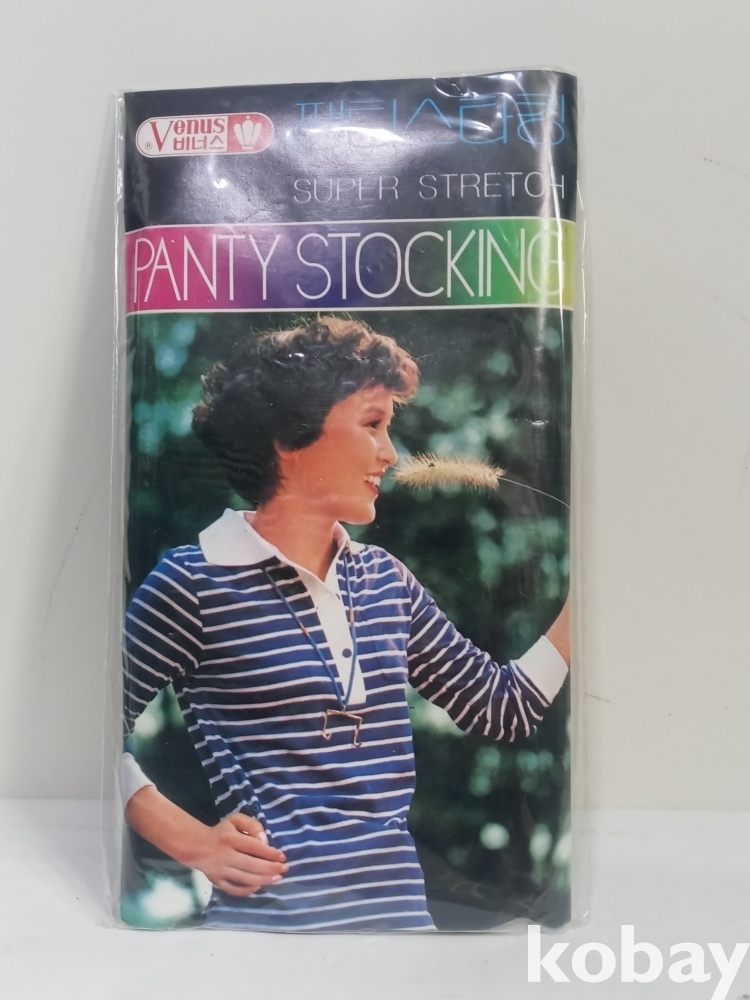 Venus
비너스
®
팬티스타킹
SUPER STRETCH
PANTY STOCKING
kobay